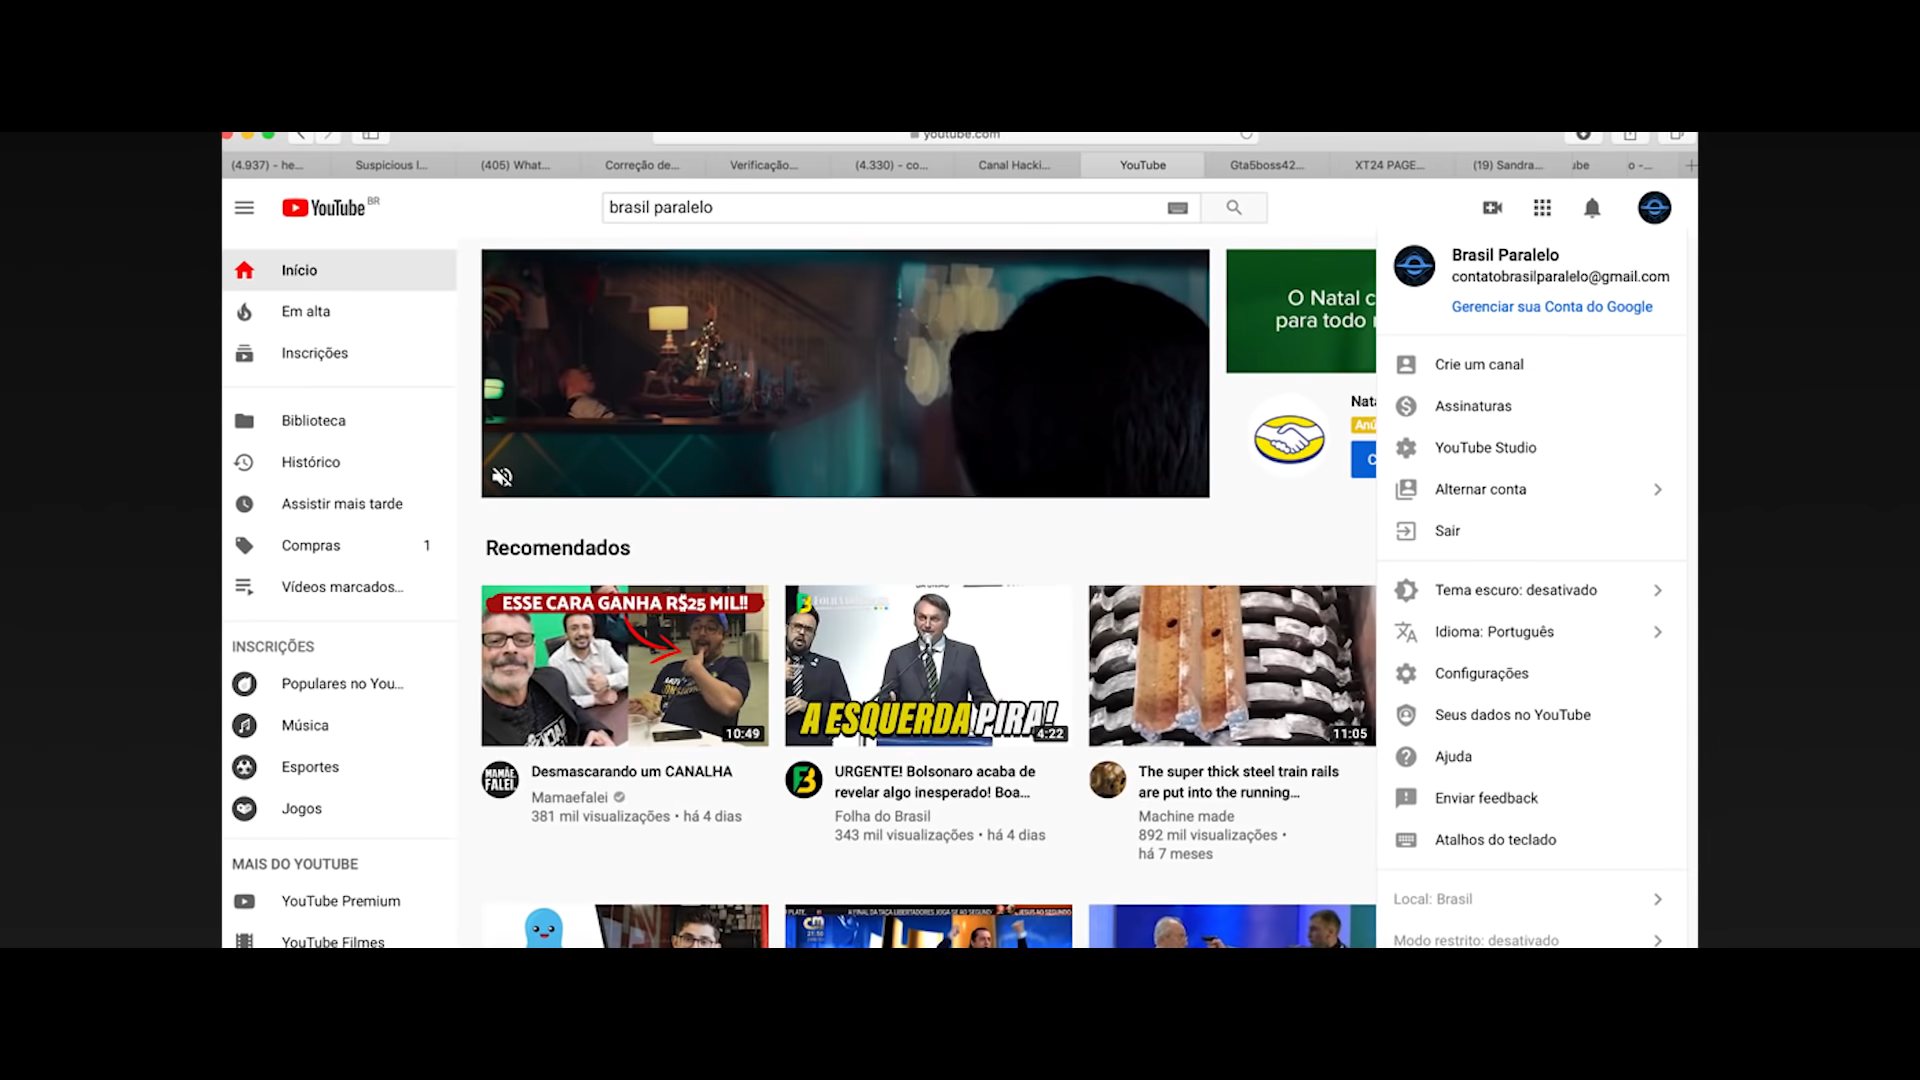 youtube.com
(4.937) - he...
Suspicious l...
(405) What...
Correção de...
Verificação...
(4.330) - co...
Canal Hacki...
YouTube
Gta5boss42...
XT24 PAGE...
(19) Sandra...
YouTube BR
brasil paralelo
Início
Em alta
Inscrições
Biblioteca
Histórico
Assistir mais tarde
Compras 1
Vídeos marcados...
INSCRIÇÕES
Populares no You...
Música
Esportes
Jogos
MAIS DO YOUTUBE
YouTube Premium
YouTube Filmes
O Natal c
para todo
Nata
Anú
C
Recomendados
ESSE CARA GANHA R$25 MIL!!
10:49
MAMÃE FALEI.
Desmascarando um CANALHA
Mamaefalei
381 mil visualizações • há 4 dias
A ESQUERDA PIRA!
4:22
URGENTE! Bolsonaro acaba de
revelar algo inesperado! Boa...
Folha do Brasil
343 mil visualizações • há 4 dias
11:05
The super thick steel train rails
are put into the running...
Machine made
892 mil visualizações •
há 7 meses
Brasil Paralelo
contatobrasilparalelo@gmail.com
Gerenciar sua Conta do Google
Crie um canal
Assinaturas
YouTube Studio
Alternar conta
Sair
Tema escuro: desativado
Idioma: Português
Configurações
Seus dados no YouTube
Ajuda
Enviar feedback
Atalhos do teclado
Local: Brasil
Modo restrito: desativado